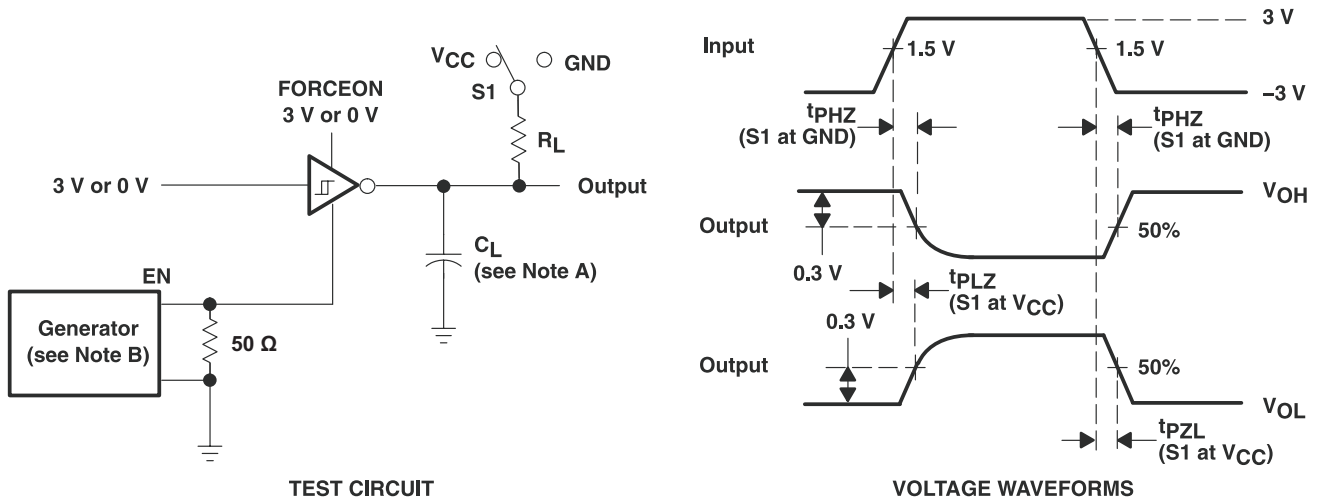 VCC
GND
S1
FORCEON
3 V or 0 V
RL
3 V or 0 V
Output
CL
(see Note A)
EN
Generator
(see Note B)
50 Ω
TEST CIRCUIT
Input
3 V
1.5 V
1.5 V
–3 V
tPHZ
(S1 at GND)
tPHZ
(S1 at GND)
VOH
Output
50%
0.3 V
tPLZ
(S1 at VCC)
0.3 V
Output
50%
VOL
tPZL
(S1 at VCC)
VOLTAGE WAVEFORMS